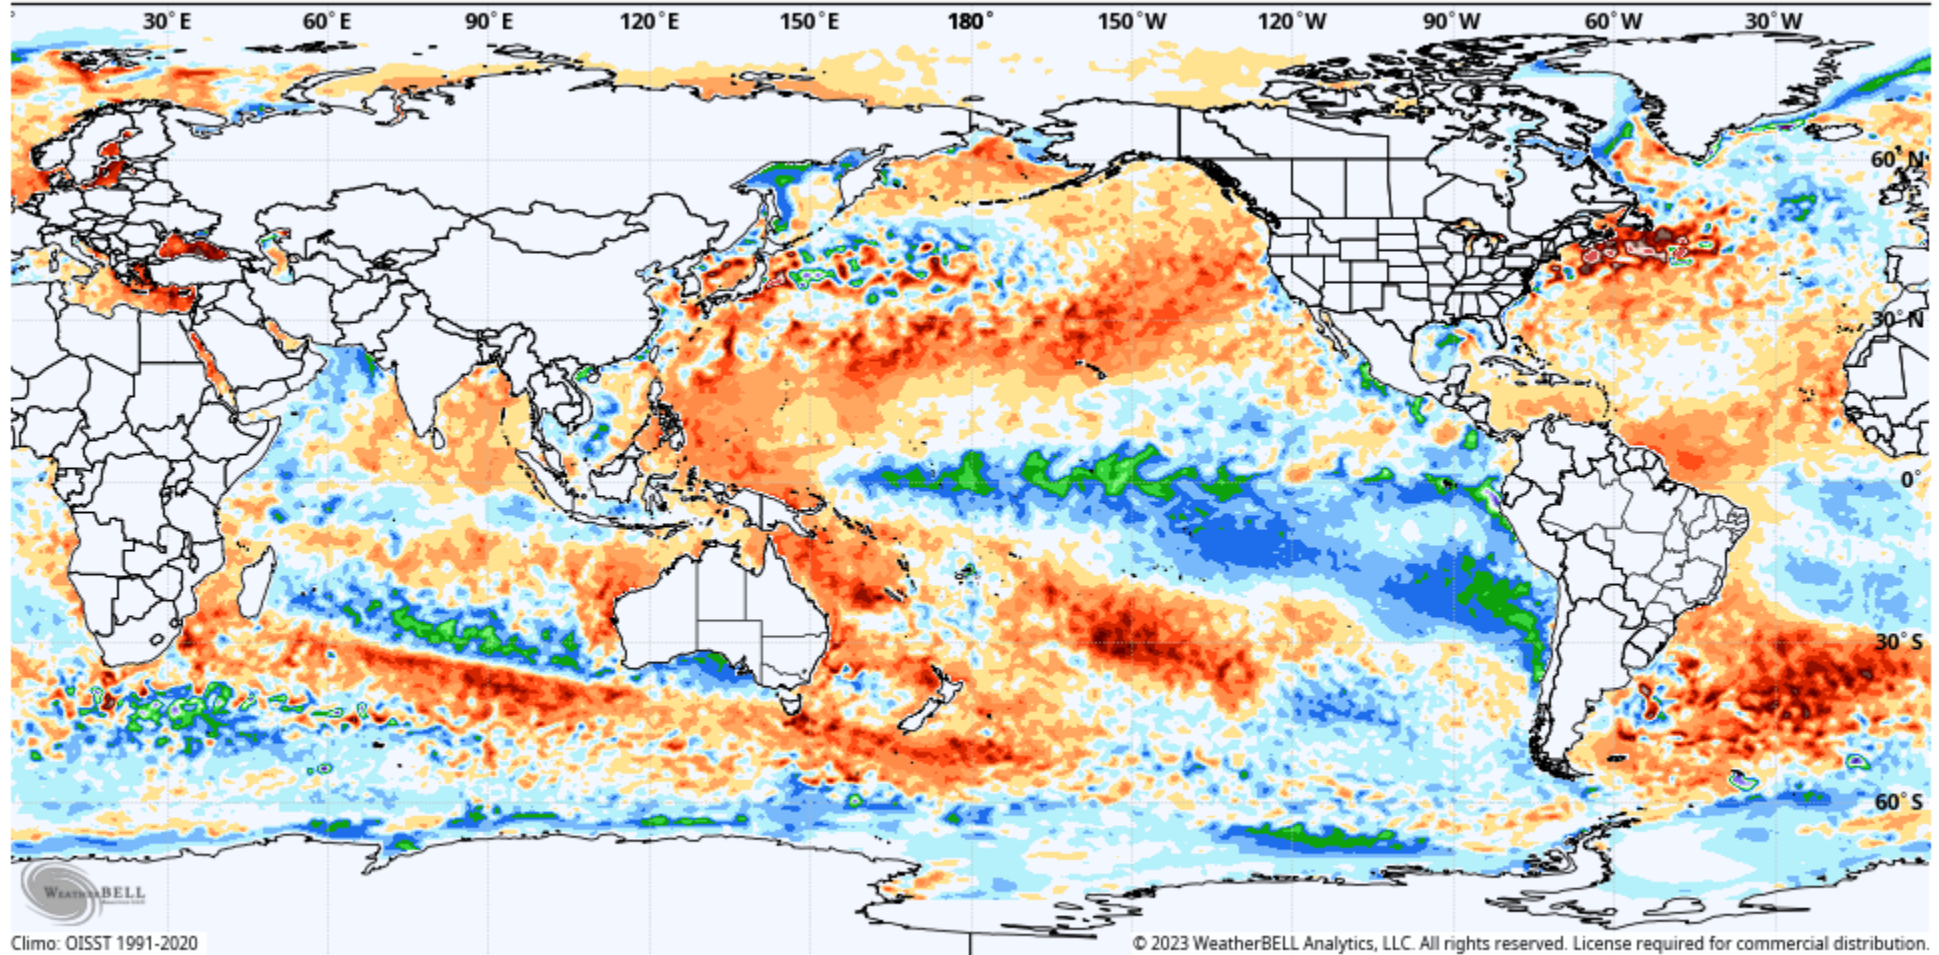 30°E 60°E 90°E 120°E 150°E 180° 150°W 120°W 90°W 60°W 30°W
60°N
30°N
0°
30°S
60°S
WEATHERBELL
Climo: OISST 1991-2020
© 2023 WeatherBELL Analytics, LLC. All rights reserved. License required for commercial distribution.